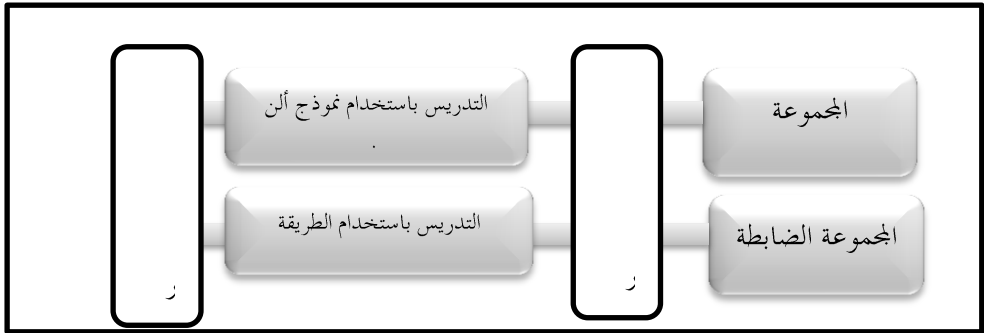 المجموعة
التدريس باستخدام نموذج ألن
.
المجموعة الضابطة
التدريس باستخدام الطريقة
ر
ر